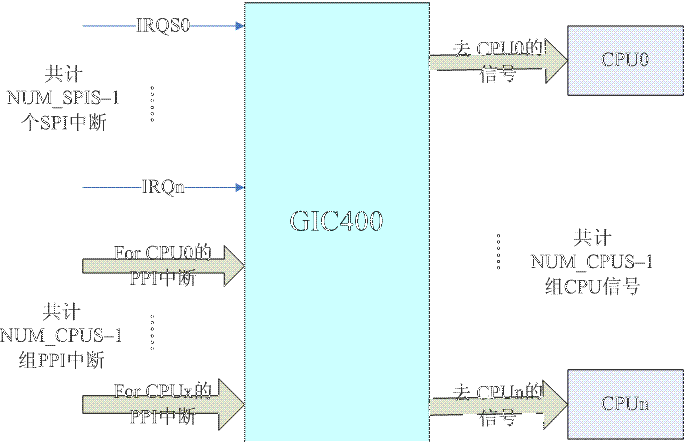 IRQS0
共计
NUM_SPIS-1
个SPI中断
IRQn
For CPU0的
PPI中断
共计
NUM_CPUS-1
组PPI中断
For CPUx的
PPI中断
GIC400
去 CPU0的
信号
CPU0
共计
NUM_CPUS-1
组CPU信号
去 CPUn的
信号
CPUn